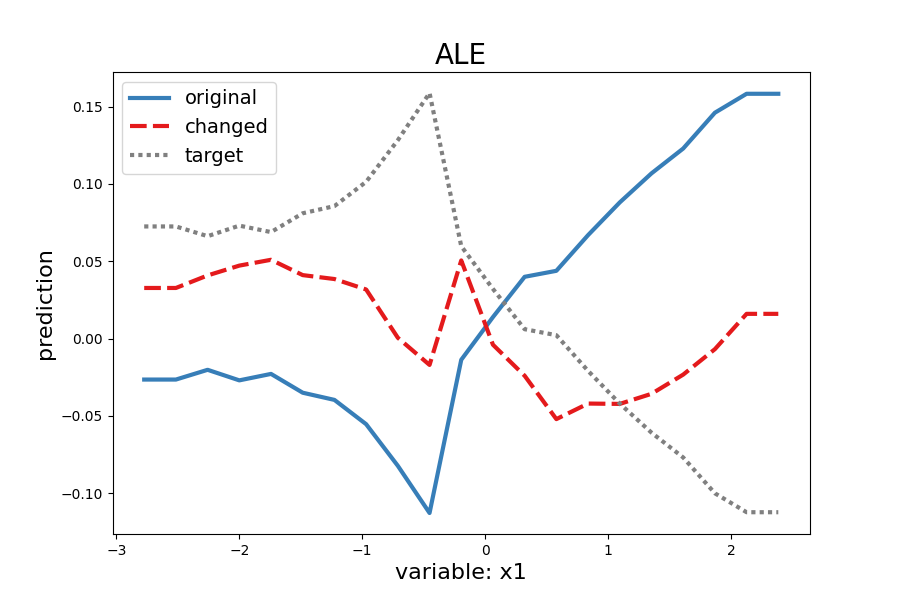 ALE
original
changed
target
prediction
0.15
0.10
0.05
0.00
−0.05
−0.10
−3 −2 −1 0 1 2
variable: x1